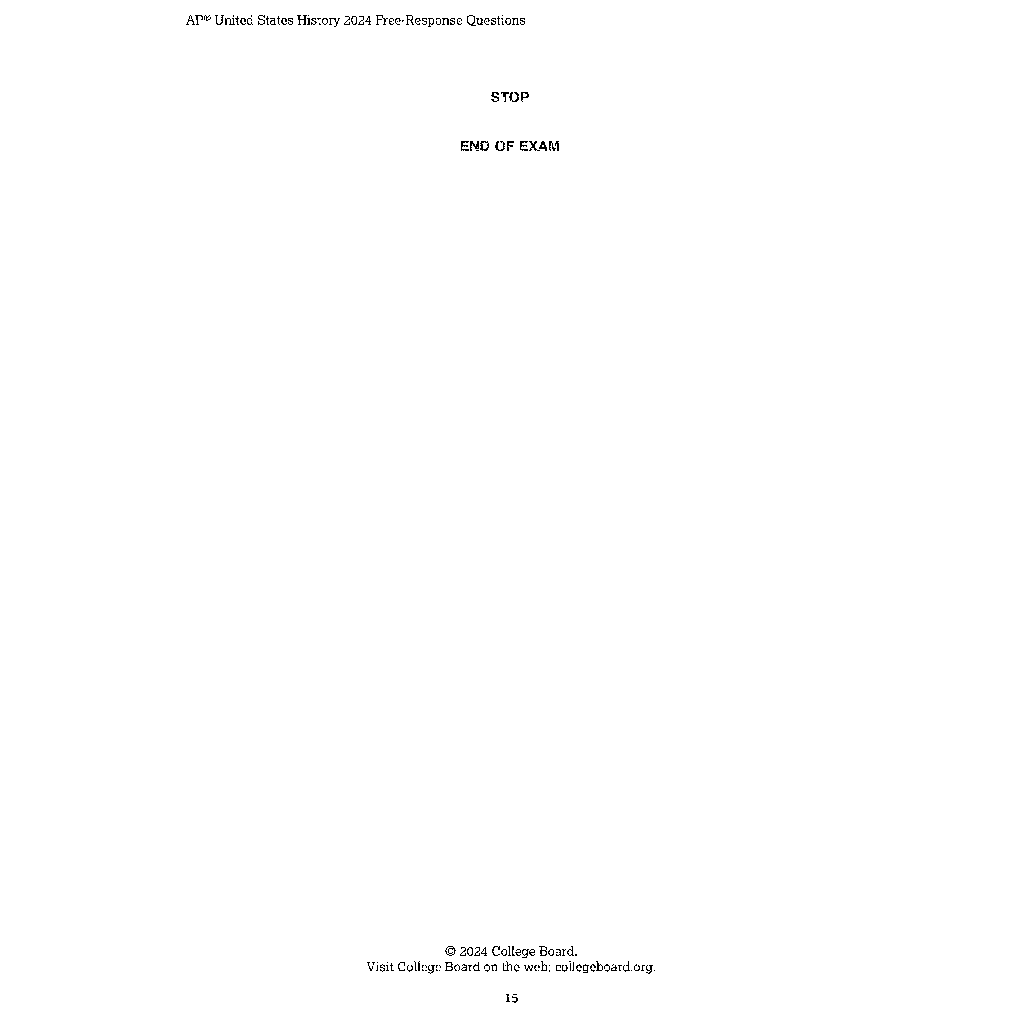 AP® United States History 2024 Free-Response Questions
STOP
END OF EXAM
© 2024 College Board.
Visit College Board on the web: collegeboard.org.
15